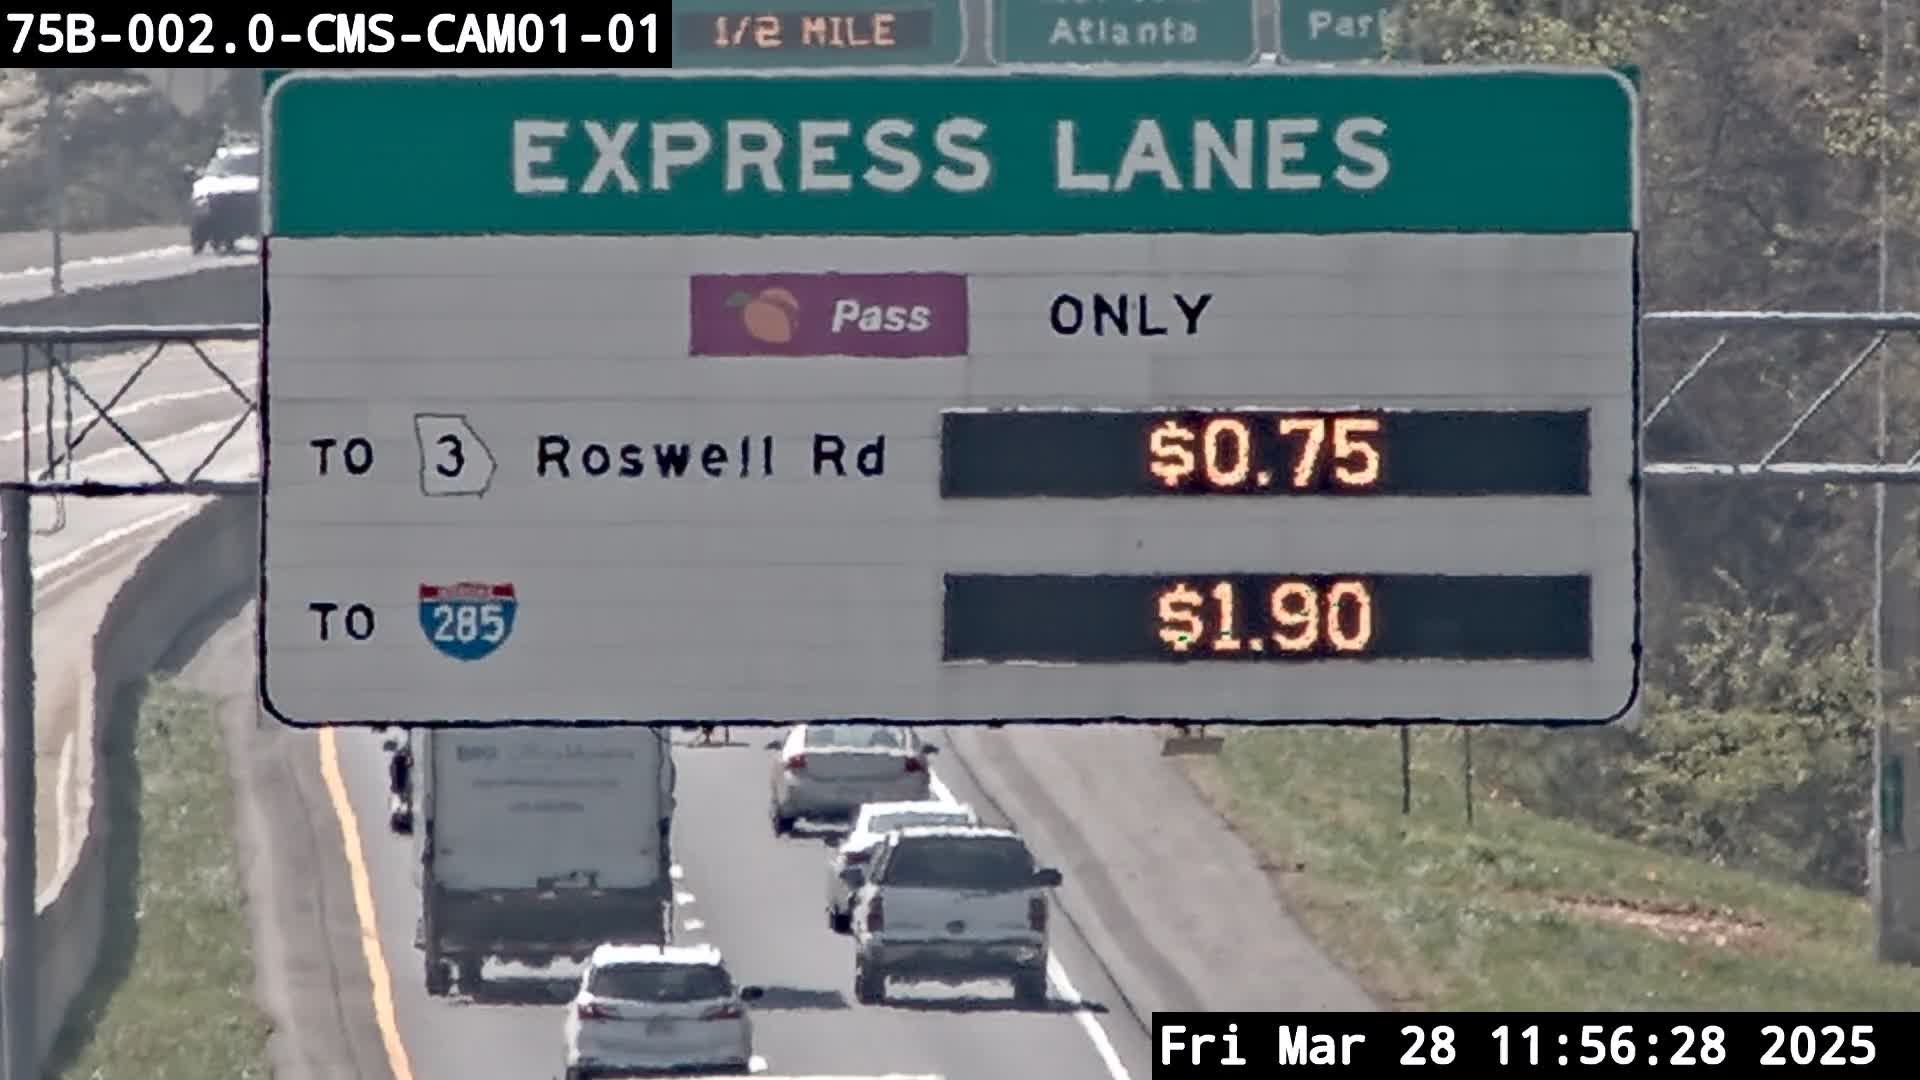 75B-002.0-CMS-CAM01-01
1/2 MILE
Atlanta
EXPRESS LANES
Pass ONLY
TO 3 Roswell Rd $0.75
TO 285 $1.90
Fri Mar 28 11:56:28 2025